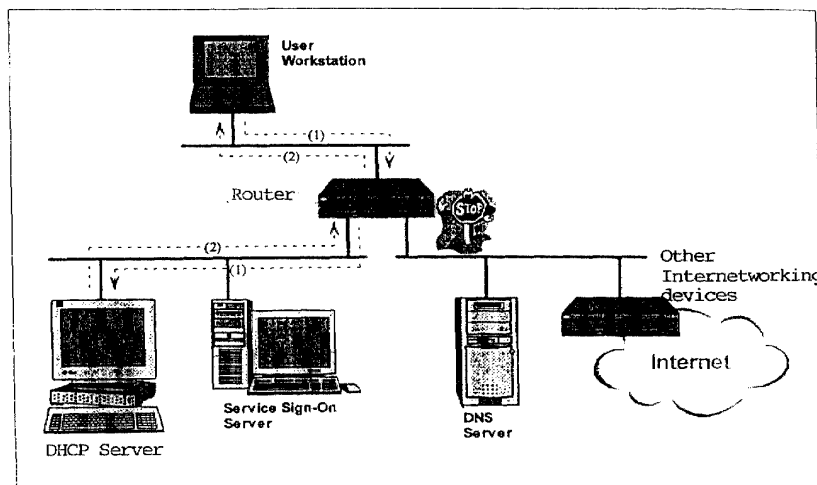 User
Workstation
(1)
(2)
Router
STOP
(2)
(1)
Other
Internetworking
devices
Internet
Service Sign-On
Server
DNS
Server
DHCP Server